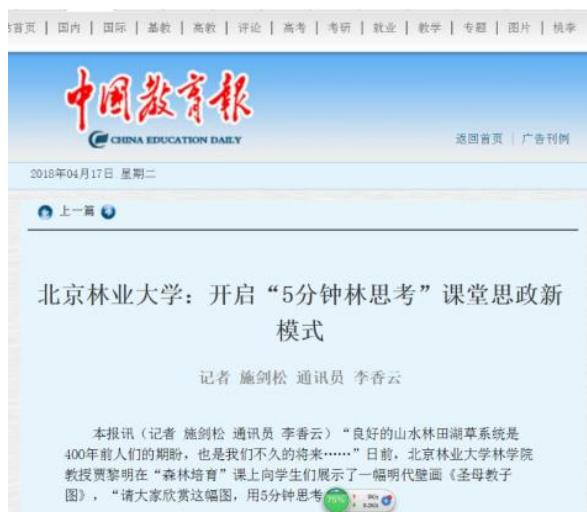 首页 | 国内 | 国际 | 基教 | 高教 | 评论 | 高考 | 考研 | 就业 | 教学 | 专题 | 图片 | 桃李
中国教育报
CHINA EDUCATION DAILY
返回首页 | 广告刊例
2018年04月17日 星期二
上一篇
北京林业大学：开启“5分钟林思考”课堂思政新
模式
记者 施剑松 通讯员 李香云
本报讯（记者 施剑松 通讯员 李香云）“良好的山水林田湖草系统是
400年前人们的期盼，也是我们不久的将来……”日前，北京林业大学林学院
教授贾黎明在“森林培育”课上向学生们展示了一幅明代壁画《圣母教子
图》，“请大家欣赏这幅图，用5分钟思考